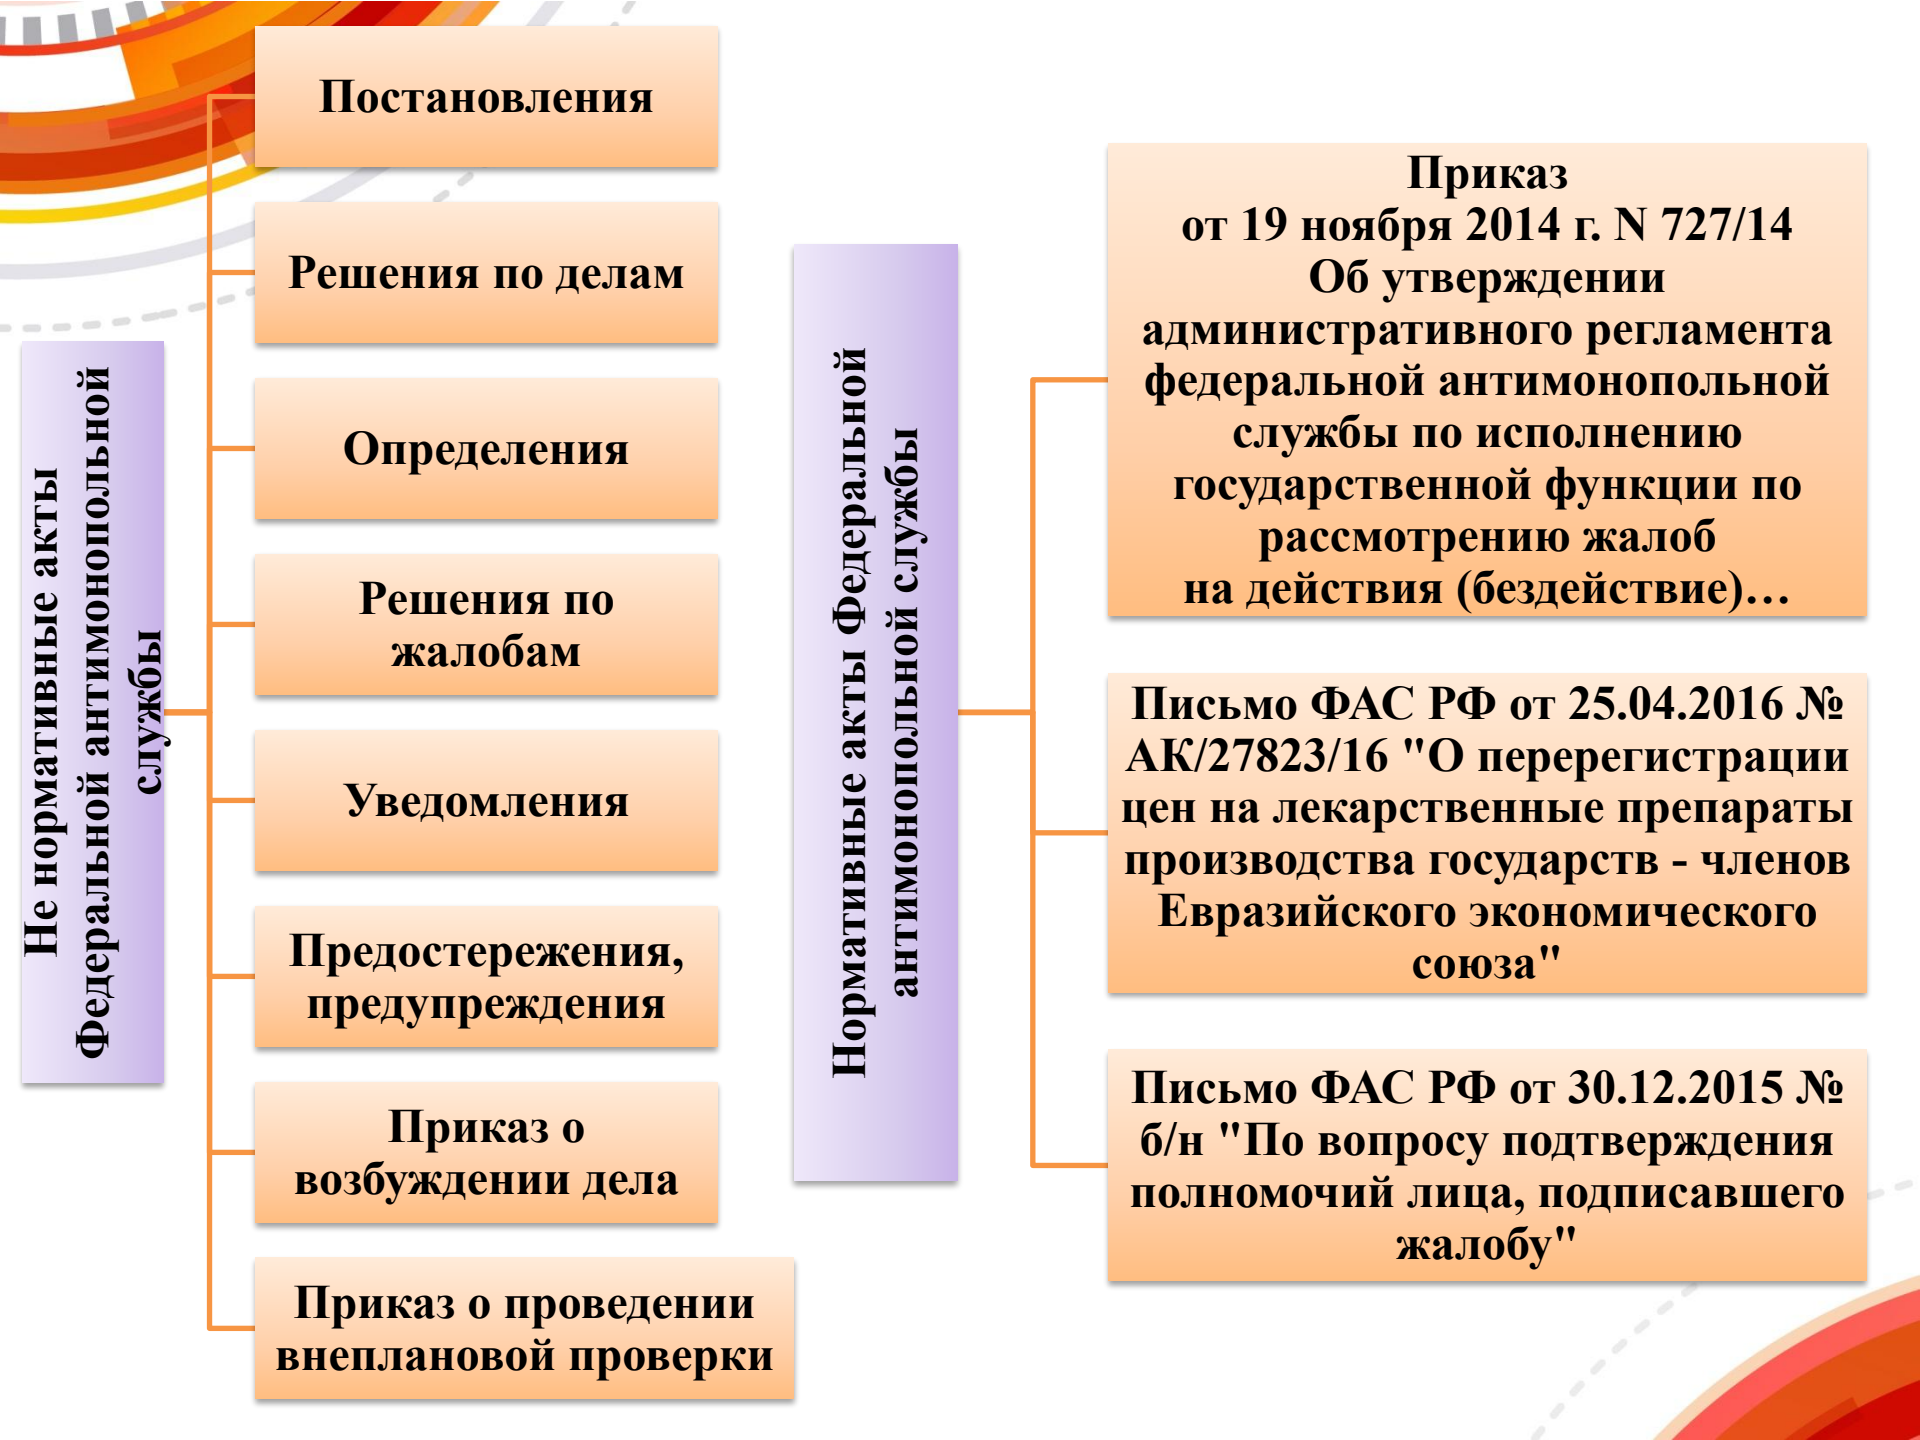 Не нормативные акты
Федеральной антимонопольной
службы
Постановления
Решения по делам
Определения
Решения по
жалобам
Уведомления
Предостережения,
предупреждения
Приказ о
возбуждении дела
Приказ о проведении
внеплановой проверки
Нормативные акты Федеральной
антимонопольной службы
Приказ
от 19 ноября 2014 г. N 727/14
Об утверждении
административного регламента
федеральной антимонопольной
службы по исполнению
государственной функции по
рассмотрению жалоб
на действия (бездействие)…
Письмо ФАС РФ от 25.04.2016 №
АК/27823/16 "О перерегистрации
цен на лекарственные препараты
производства государств - членов
Евразийского экономического
союза"
Письмо ФАС РФ от 30.12.2015 №
б/н "По вопросу подтверждения
полномочий лица, подписавшего
жалобу"